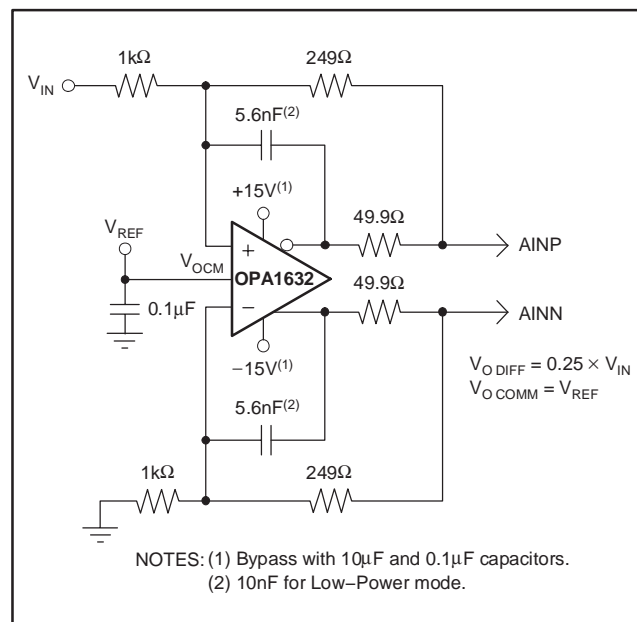 1kΩ
249Ω
V_IN
5.6nF(2)
+15V(1)
49.9Ω
V_REF
AINP
V_OCM
+
OPA1632
−
49.9Ω
0.1μF
AINN
−15V(1)
V_O DIFF = 0.25 × V_IN
V_O COMM = V_REF
5.6nF(2)
1kΩ
249Ω
NOTES: (1) Bypass with 10μF and 0.1μF capacitors.
(2) 10nF for Low−Power mode.